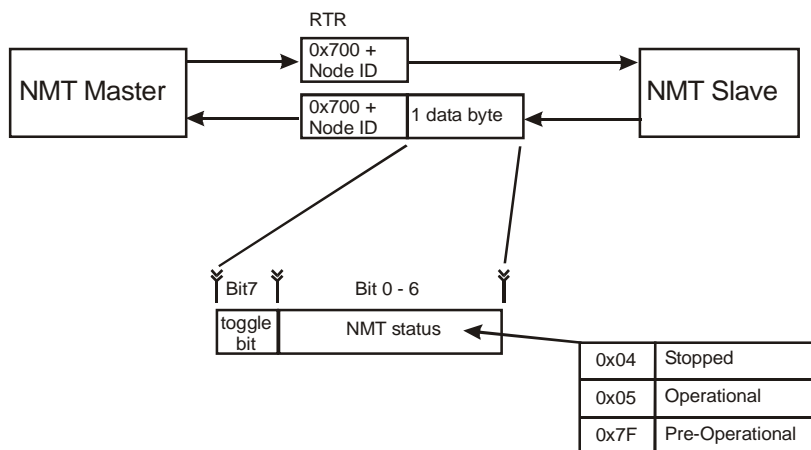 RTR
0x700 +
Node ID
NMT Master
NMT Slave
0x700 +
Node ID
1 data byte
Bit7
Bit 0 - 6
toggle
bit
NMT status
0x04 Stopped
0x05 Operational
0x7F Pre-Operational